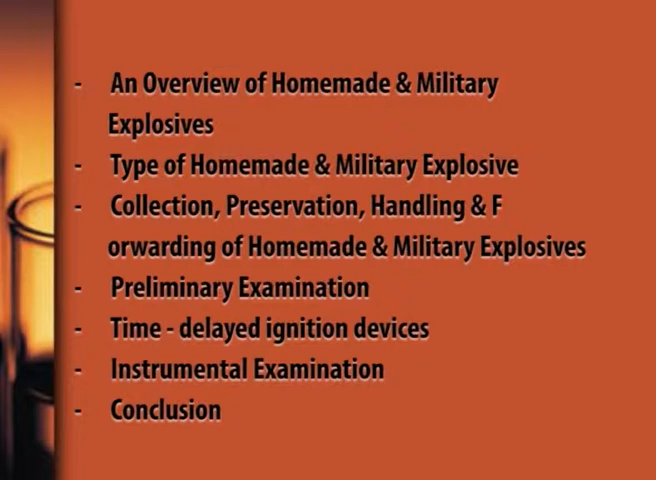 - An Overview of Homemade & Military
Explosives
- Type of Homemade & Military Explosive
- Collection, Preservation, Handling & F
orwarding of Homemade & Military Explosives
- Preliminary Examination
- Time - delayed ignition devices
- Instrumental Examination
- Conclusion